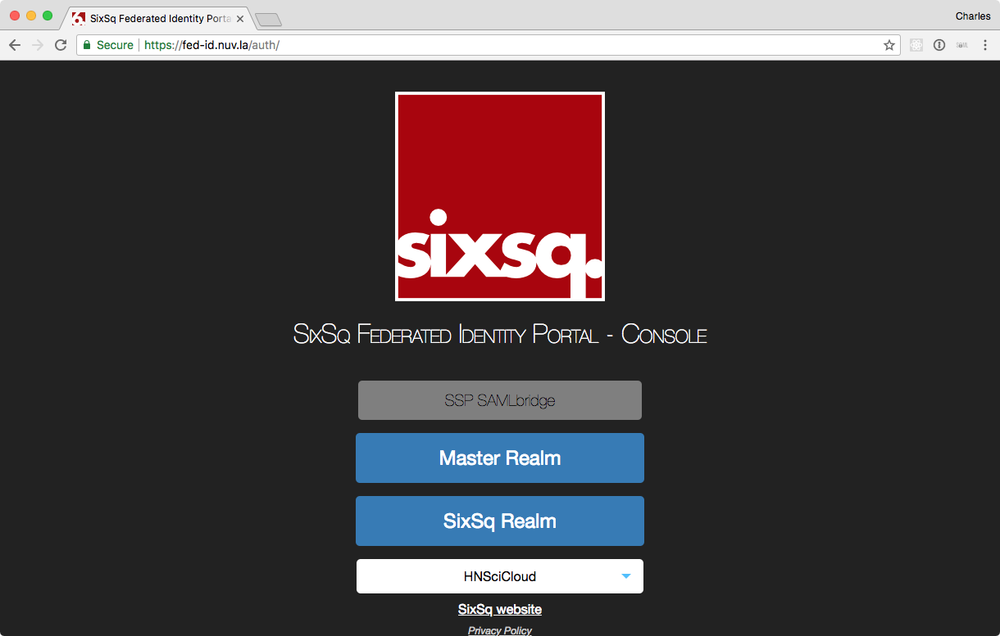 SixSq Federated Identity Porta
Charles
Secure
https://fed-id.nuv.la/auth/
sixsq.
SixSq Federated Identity Portal - Console
SSP SAMLbridge
Master Realm
SixSq Realm
HNSciCloud
SixSq website
Privacy Policy